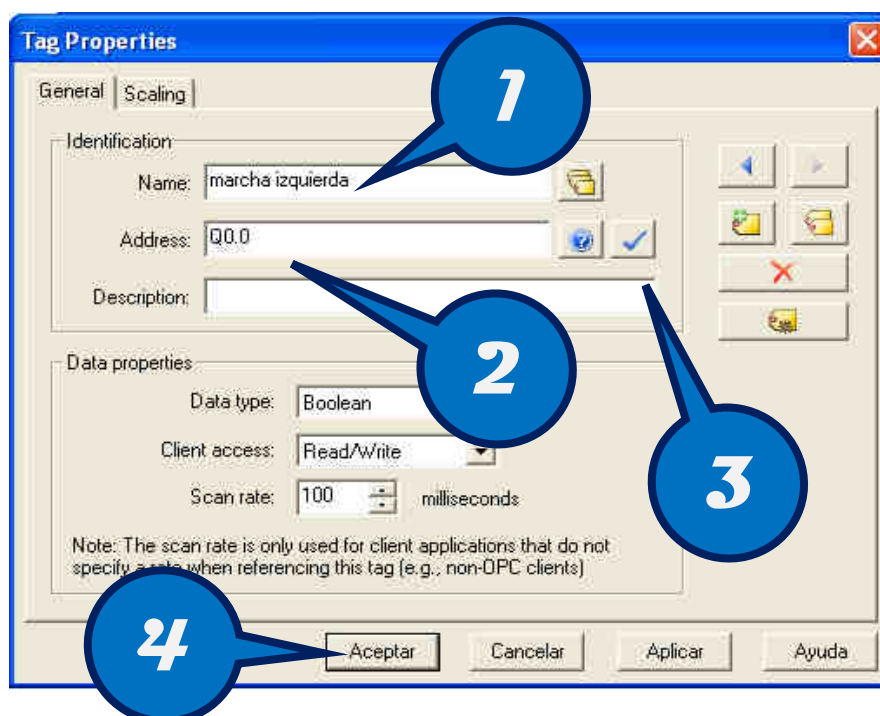 Tag Properties
General Scaling
1
Identification
Name: marcha izquierda
Address: Q0.0
Description:
2
3
Data properties
Data type: Boolean
Client access: Read/Write
Scan rate: 100 milliseconds
Note: The scan rate is only used for client applications that do not
specify a rate when referencing this tag (e.g., non-OPC clients)
4
Aceptar Cancelar Aplicar Ayuda